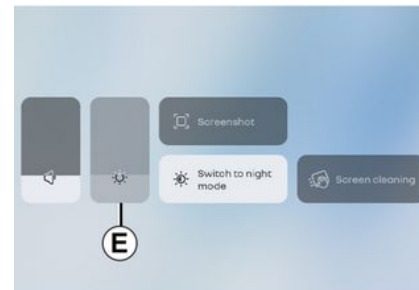 Screenshot
Switch to night
mode
Screen cleaning
E